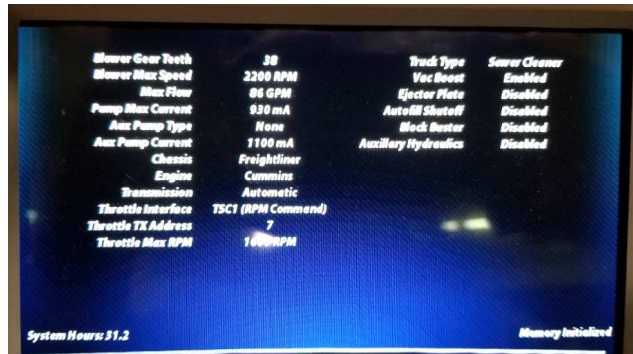 Blower Gear Teeth 38
Blower Max Speed 2200 RPM
Max Flow 86 GPM
Pump Max Current 930 mA
Aux Pump Type None
Aux Pump Current 1100 mA
Chassis Freightliner
Engine Cummins
Transmission Automatic
Throttle Interface TSC1 (RPM Command)
Throttle TX Address 7
Throttle Max RPM RPM
Truck Type Sewer Cleaner
Vac Boost Enabled
Ejector Plate Disabled
Autofill Shutoff Disabled
Block Buster Disabled
Auxillary Hydraulics Disabled
System Hours: 31.2
Memory Initialized